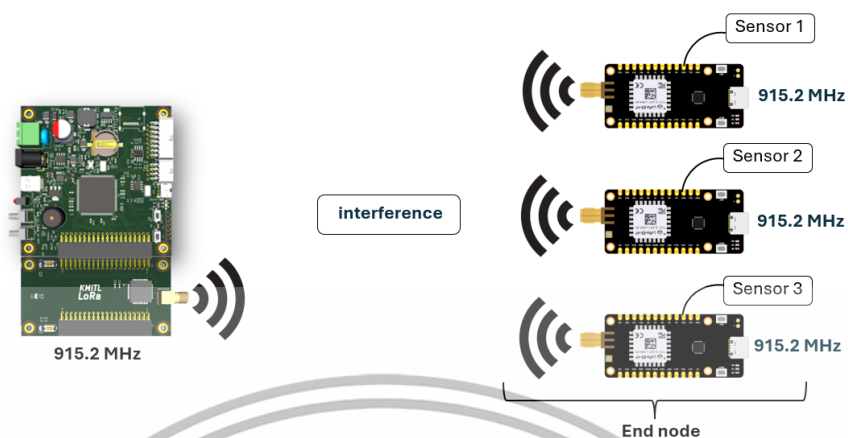 Sensor 1
915.2 MHz
Sensor 2
interference
915.2 MHz
KMITL
LoRa
Sensor 3
915.2 MHz
915.2 MHz
End node